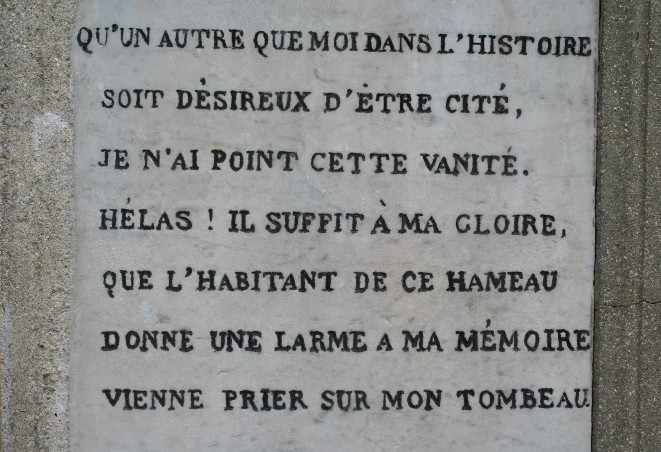 QU'UN AUTRE QUE MOI DANS L'HISTOIRE
SOIT DÉSIREUX D'ÊTRE CITÉ,
JE N'AI POINT CETTE VANITÉ.
HÉLAS ! IL SUFFIT À MA GLOIRE,
QUE L'HABITANT DE CE HAMEAU
DONNE UNE LARME A MA MÉMOIRE
VIENNE PRIER SUR MON TOMBEAU.